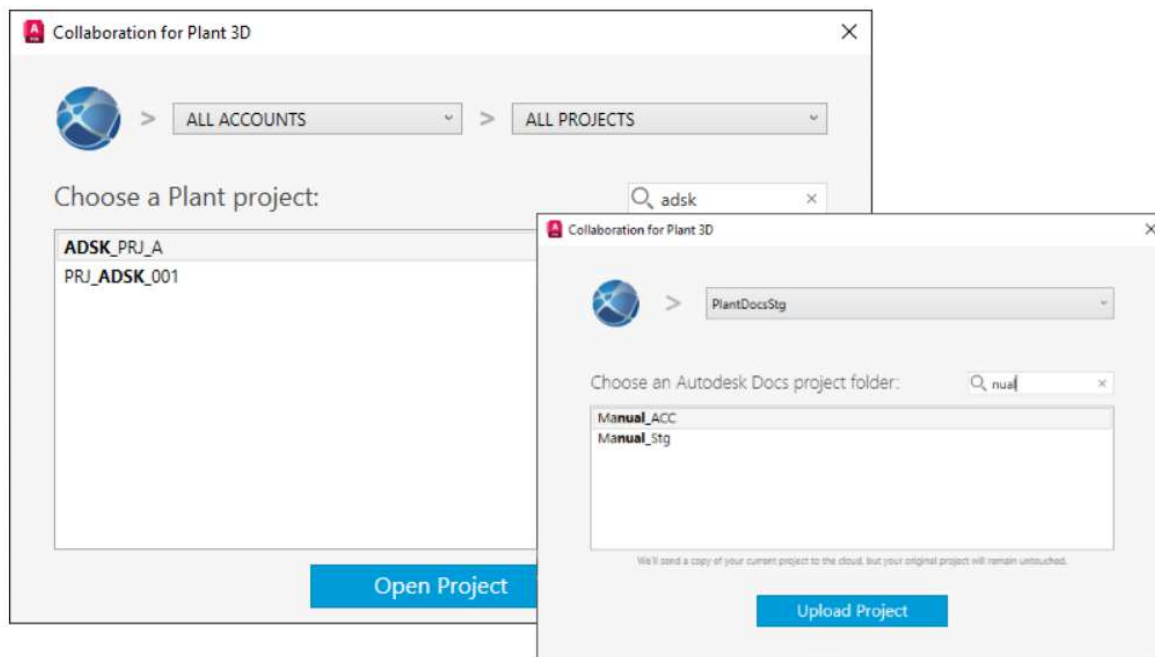 Collaboration for Plant 3D
> ALL ACCOUNTS > ALL PROJECTS
Choose a Plant project:
adsk
ADSK_PRJ_A
PRJ_ADSK_001
Open Project
Collaboration for Plant 3D
> PlantDocsStg
Choose an Autodesk Docs project folder:
nual
Manual_ACC
Manual_Stg
We'll send a copy of your current project to the cloud, but your original project will remain untouched.
Upload Project